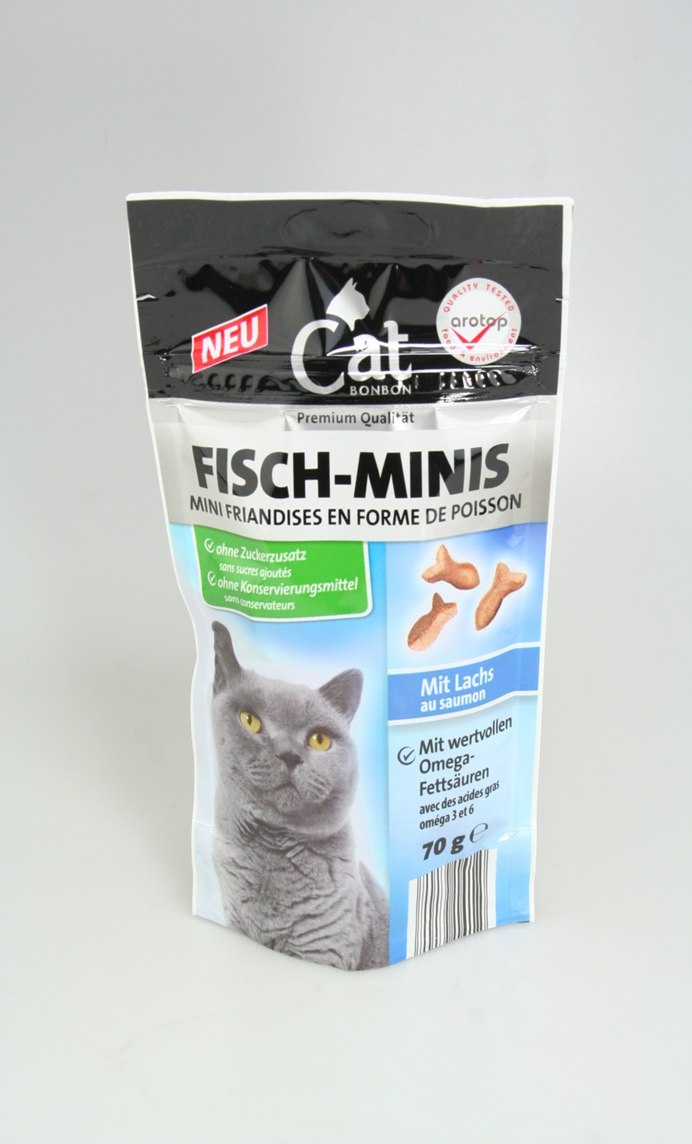 NEU
Cat
BONBON
QUALITY TESTED
arotop
food & environment
Premium Qualität
FISCH-MINIS
MINI FRIANDISES EN FORME DE POISSON
ohne Zuckerzusatz
sans sucres ajoutés
ohne Konservierungsmittel
sans conservateurs
Mit Lachs
au saumon
Mit wertvollen
Omega-
Fettsäuren
avec des acides gras
oméga 3 et 6
70 g ℮